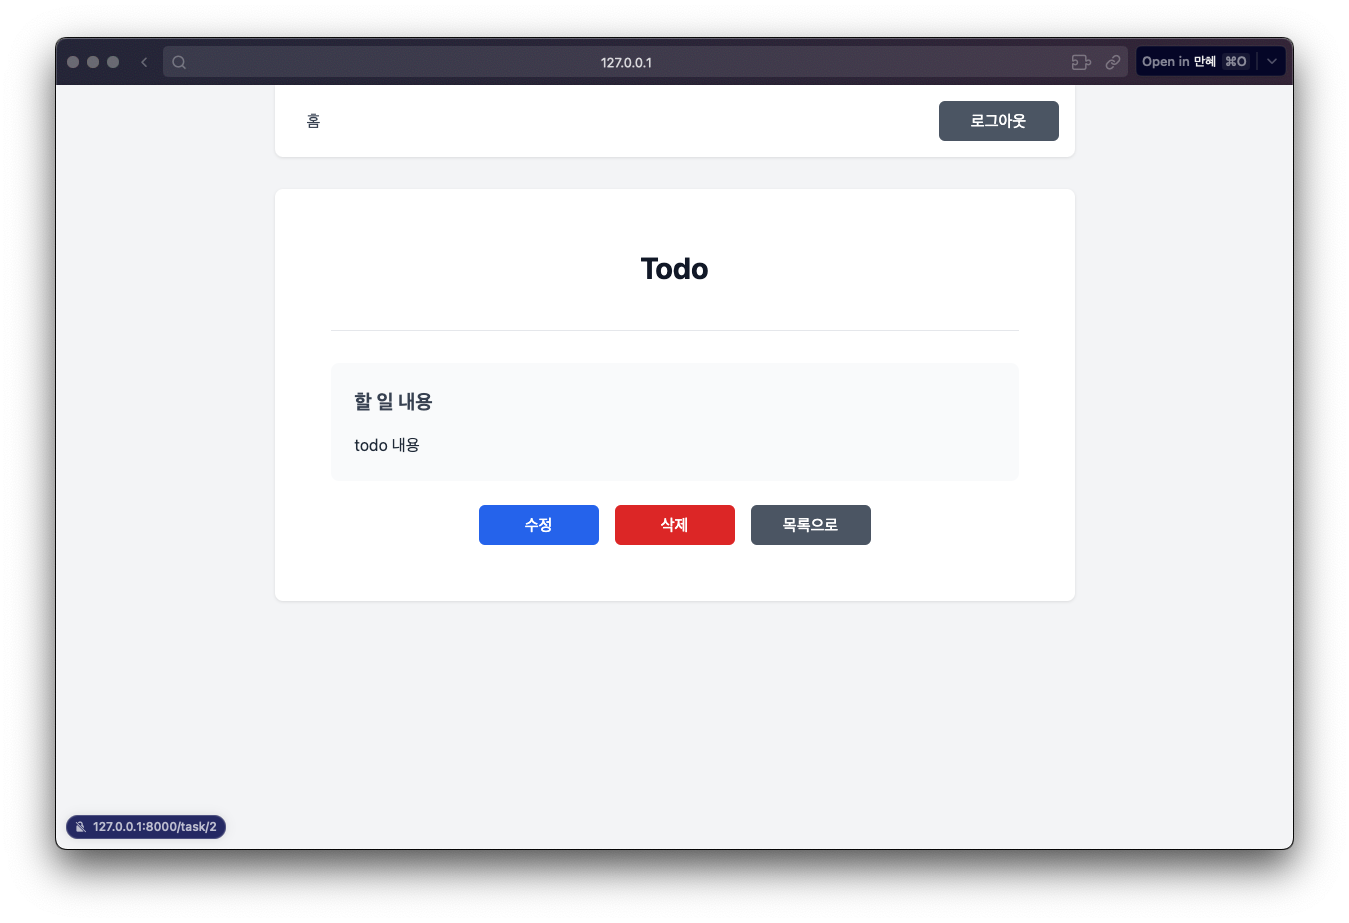 127.0.0.1
Open in 만혜 ⌘O
홈
로그아웃
Todo
할 일 내용
todo 내용
수정
삭제
목록으로
127.0.0.1:8000/task/2